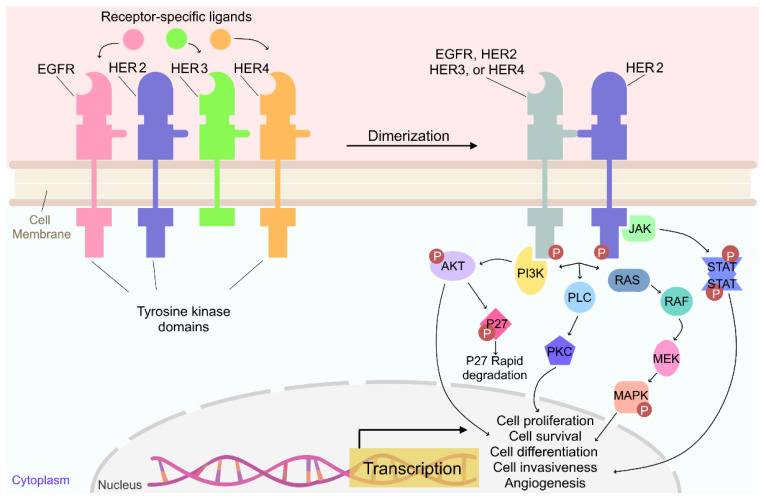 Receptor-specific ligands
EGFR
HER2
HER3
HER4
EGFR, HER2
HER3, or HER4
HER2
Dimerization
Cell
Membrane
Tyrosine kinase
domains
JAK
P
P
P
STAT
STAT
P
P
AKT
PI3K
PLC
RAS
RAF
P27
P
PKC
MEK
P27 Rapid
degradation
MAPK
P
Cell proliferation
Cell survival
Cell differentiation
Cell invasiveness
Angiogenesis
Transcription
Cytoplasm
Nucleus